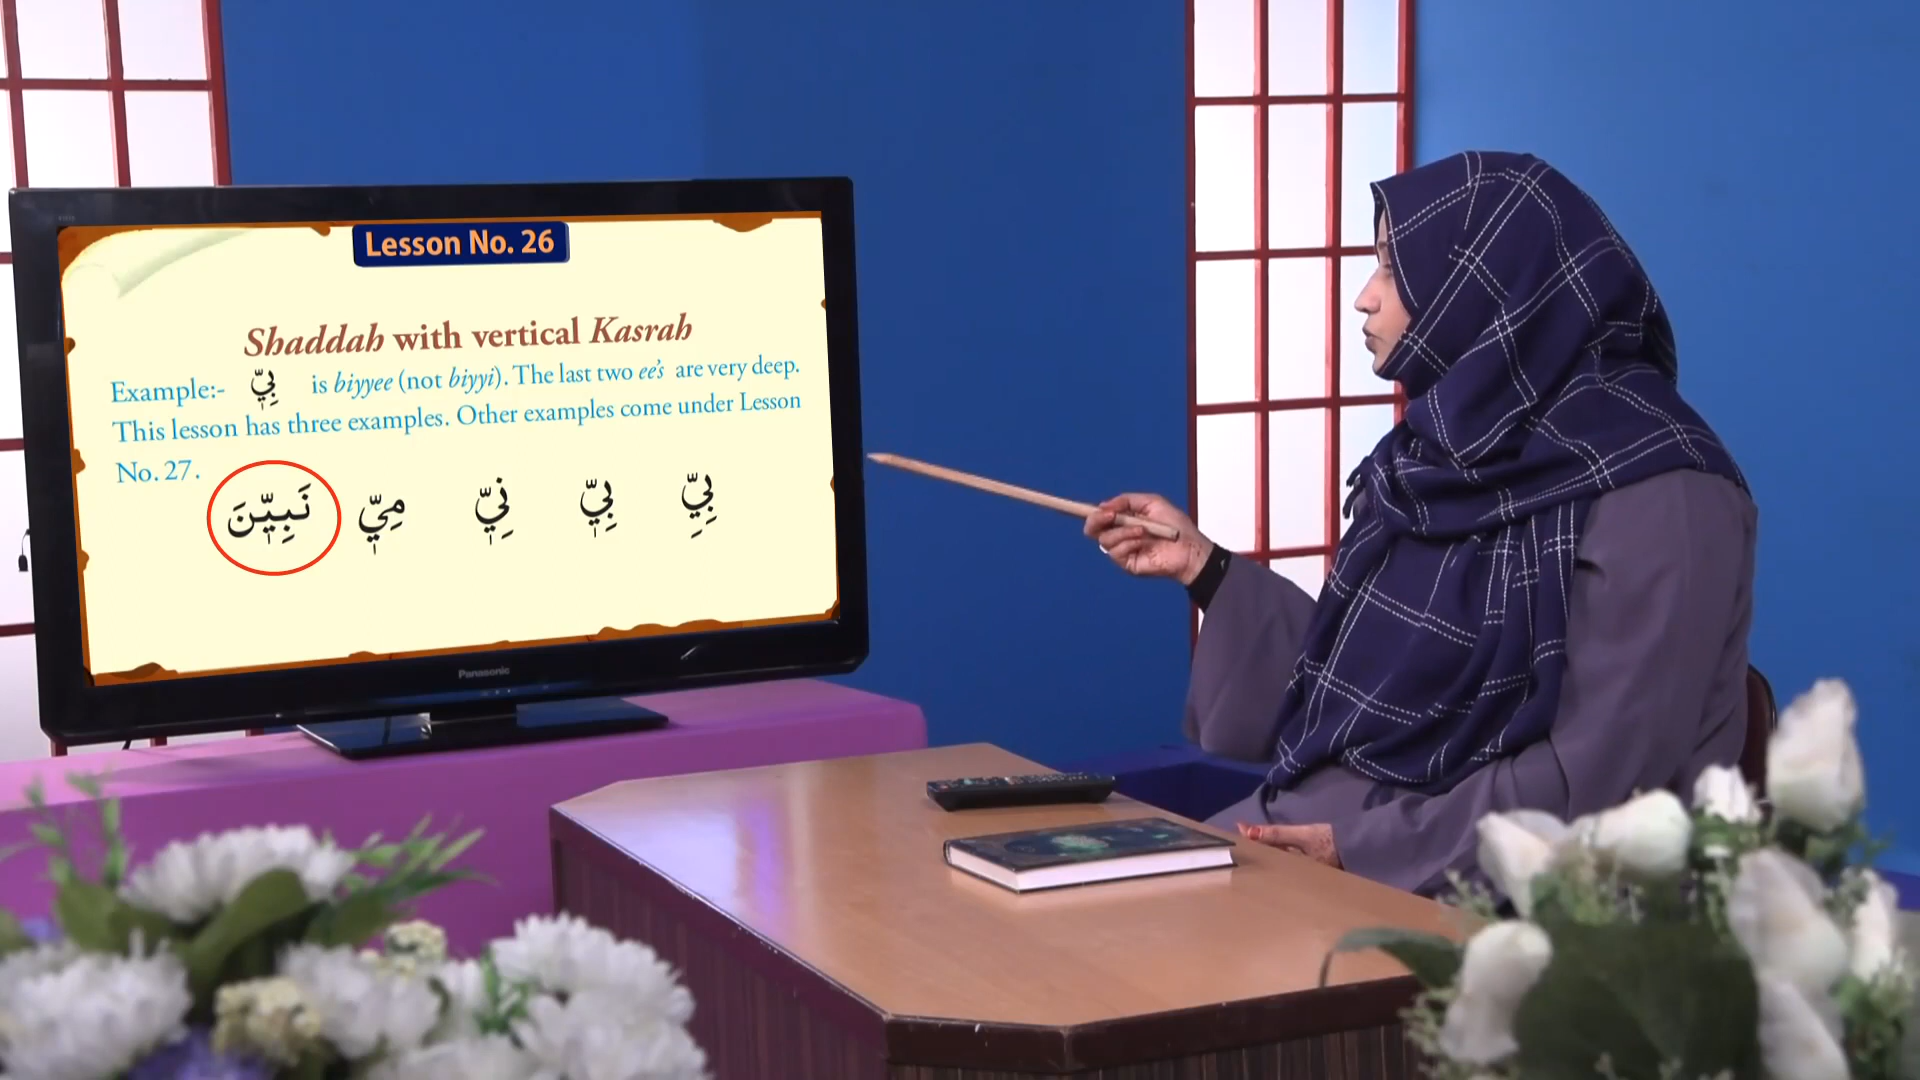 Lesson No. 26
Shaddah with vertical Kasrah
Example:- بِيّٖ is biyyee (not biyyi). The last two ee's are very deep.
This lesson has three examples. Other examples come under Lesson
No. 27.
بِيِّ بِيّٖ نِيّٖ مِيّٖ نَبِيّٖنَ
Panasonic